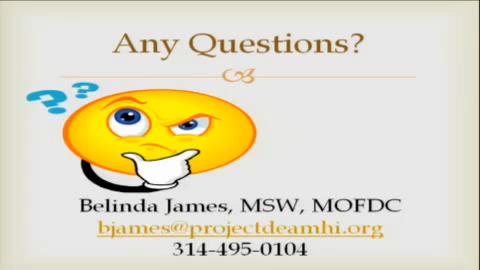 Any Questions?
? ?
Belinda James, MSW, MOFDC
bjames@projectdeamhi.org
314-495-0104